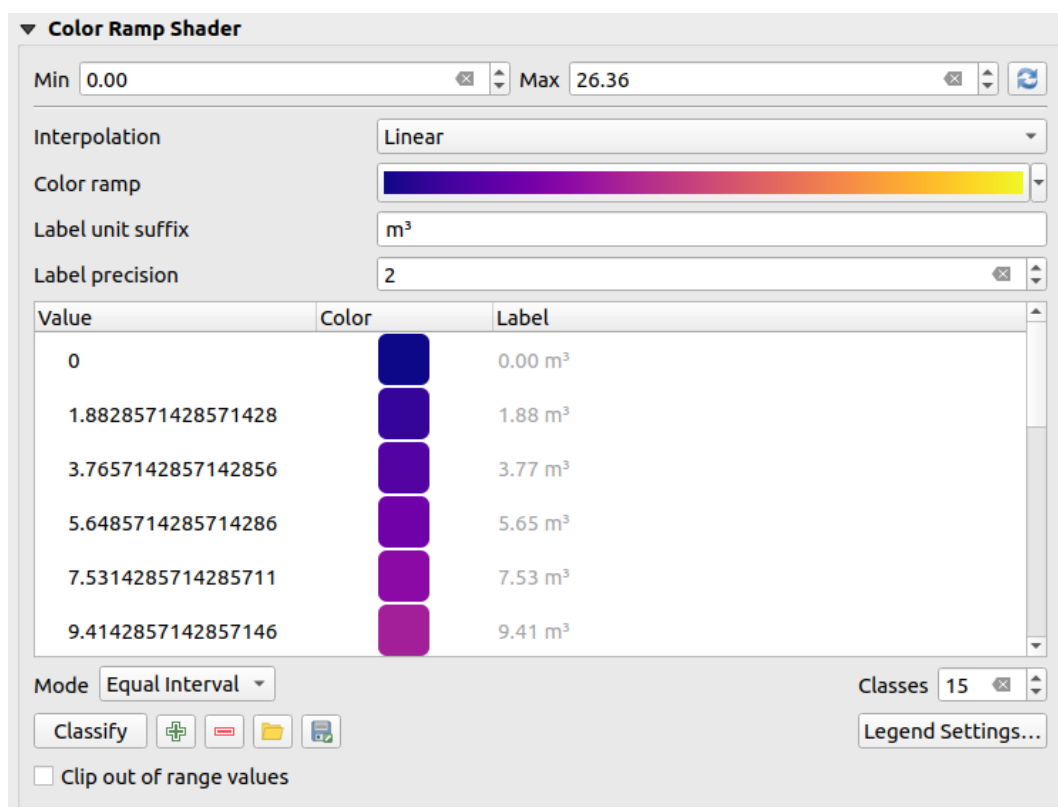 Color Ramp Shader
Min 0.00 Max 26.36
Interpolation Linear
Color ramp
Label unit suffix m³
Label precision 2
Value Color Label
0 0.00 m³
1.8828571428571428 1.88 m³
3.7657142857142856 3.77 m³
5.6485714285714286 5.65 m³
7.5314285714285711 7.53 m³
9.4142857142857146 9.41 m³
Mode Equal Interval Classes 15
Classify Legend Settings...
Clip out of range values